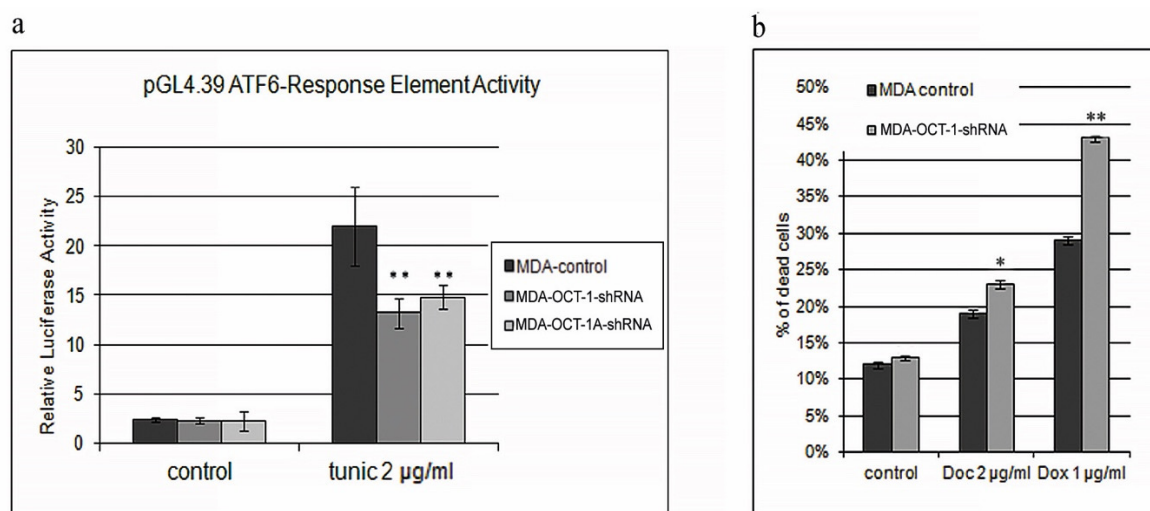 a
pGL4.39 ATF6-Response Element Activity
Relative Luciferase Activity
30
25
20
15
10
5
0
** **
control
tunic 2 µg/ml
MDA-control
MDA-OCT-1-shRNA
MDA-OCT-1A-shRNA
b
% of dead cells
50%
45%
40%
35%
30%
25%
20%
15%
10%
5%
0%
MDA control
MDA-OCT-1-shRNA
*
**
control
Doc 2 µg/ml
Dox 1 µg/ml